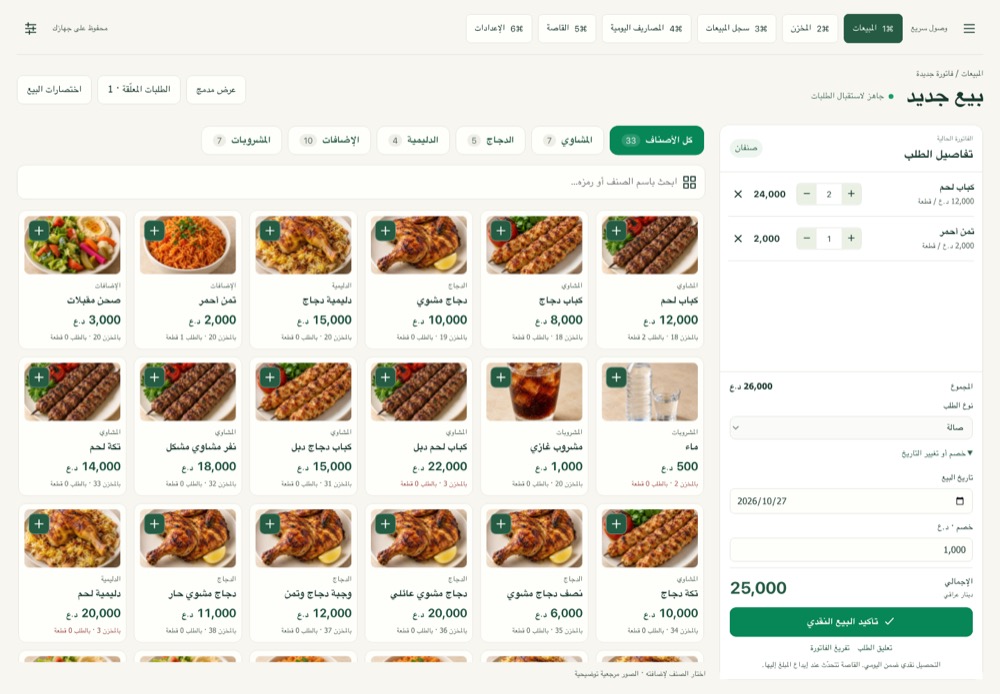 وصول سريع
⌘1 المبيعات
⌘2 المخزن
⌘3 سجل المبيعات
⌘4 المصاريف اليومية
⌘5 القاصة
⌘6 الإعدادات
محفوظ على جهازك
المبيعات / فاتورة جديدة
بيع جديد
جاهز لاستقبال الطلبات
عرض مدمج
الطلبات المعلّقة · 1
اختصارات البيع
الفاتورة الحالية
تفاصيل الطلب
صنفان
كباب لحم
12,000 د.ع / قطعة
+ 2 −
24,000 ×
تمن أحمر
2,000 د.ع / قطعة
+ 1 −
2,000 ×
المجموع
26,000 د.ع
نوع الطلب
صالة
▼ خصم أو تغيير التاريخ
تاريخ البيع
2026/10/27
خصم · د.ع
1,000
الإجمالي
دينار عراقي
25,000
تأكيد البيع النقدي
تعليق الطلب
تفريغ الفاتورة
التحصيل نقدي ضمن اليومي. القاصة تتحدّث عند إيداع المبلغ إليها.
كل الأصناف 33
المشاوي 7
الدجاج 5
الدليمية 4
الإضافات 10
المشروبات 7
ابحث باسم الصنف أو رمزه...
المشاوي
كباب لحم
12,000 د.ع
بالمخزن 18 · بالطلب 2 قطعة
المشاوي
كباب دجاج
8,000 د.ع
بالمخزن 18 · بالطلب 0 قطعة
الدجاج
دجاج مشوي
10,000 د.ع
بالمخزن 19 · بالطلب 0 قطعة
الدليمية
دليمية دجاج
15,000 د.ع
بالمخزن 20 · بالطلب 0 قطعة
الإضافات
تمن أحمر
2,000 د.ع
بالمخزن 20 · بالطلب 1 قطعة
الإضافات
صحن مقبلات
3,000 د.ع
بالمخزن 20 · بالطلب 0 قطعة
المشروبات
ماء
500 د.ع
بالمخزن 2 · بالطلب 0 قطعة
المشروبات
مشروب غازي
1,000 د.ع
بالمخزن 20 · بالطلب 0 قطعة
المشاوي
كباب لحم دبل
22,000 د.ع
بالمخزن 3 · بالطلب 0 قطعة
المشاوي
كباب دجاج دبل
15,000 د.ع
بالمخزن 31 · بالطلب 0 قطعة
المشاوي
نفر مشاوي مشكل
18,000 د.ع
بالمخزن 32 · بالطلب 0 قطعة
المشاوي
تكة لحم
14,000 د.ع
بالمخزن 33 · بالطلب 0 قطعة
المشاوي
تكة دجاج
10,000 د.ع
بالمخزن 34 · بالطلب 0 قطعة
الدجاج
نصف دجاج مشوي
6,000 د.ع
بالمخزن 35 · بالطلب 0 قطعة
الدجاج
دجاج مشوي عائلي
20,000 د.ع
بالمخزن 36 · بالطلب 0 قطعة
الدجاج
وجبة دجاج وتمن
12,000 د.ع
بالمخزن 37 · بالطلب 0 قطعة
الدجاج
دجاج مشوي حار
11,000 د.ع
بالمخزن 38 · بالطلب 0 قطعة
الدليمية
دليمية لحم
20,000 د.ع
بالمخزن 3 · بالطلب 0 قطعة
اختار الصنف لإضافته · الصور مرجعية توضيحية